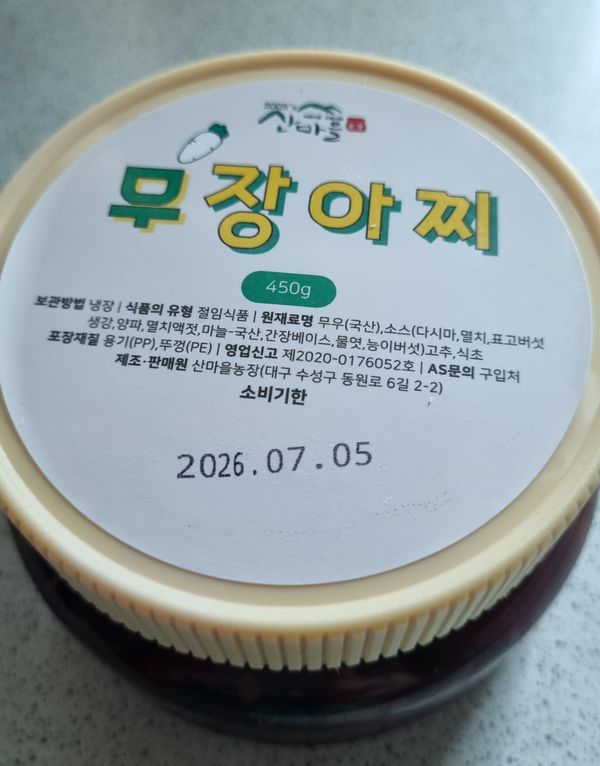 산마을
무장아찌
450g
보관방법 냉장 | 식품의 유형 절임식품 | 원재료명 무우(국산),소스(다시마,멸치,표고버섯
생강,양파,멸치액젓,마늘-국산,간장베이스,물엿,능이버섯)고추,식초
포장재질 용기(PP),뚜껑(PE) | 영업신고 제2020-0176052호 | AS문의 구입처
제조·판매원 산마을농장(대구 수성구 동원로 6길 2-2)
소비기한
2026.07.05